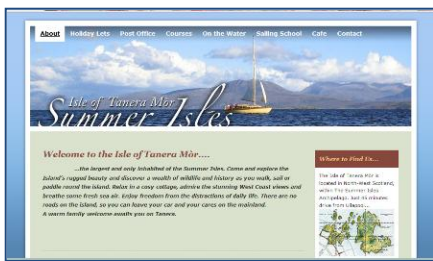 About Holiday Lets Post Office Courses On the Water Sailing School Cafe Contact
Isle of Tanera Mòr
Summer Isles
Welcome to the Isle of Tanera Mòr....
...the largest and only inhabited of the Summer Isles. Come and explore the
Island's rugged beauty and discover a wealth of wildlife and history as you walk, sail or
paddle round the island. Relax in a cosy cottage, admire the stunning West Coast views and
breathe some fresh sea air. Enjoy freedom from the distractions of daily life. There are no
roads on the island, so you can leave your car and your cares on the mainland.
A warm family welcome awaits you on Tanera.
Where to Find Us...
The Isle of Tanera Mòr is
located in North-West Scotland,
within The Summer Isles
Archipelago. Just 45 minutes
drive from Ullapool...